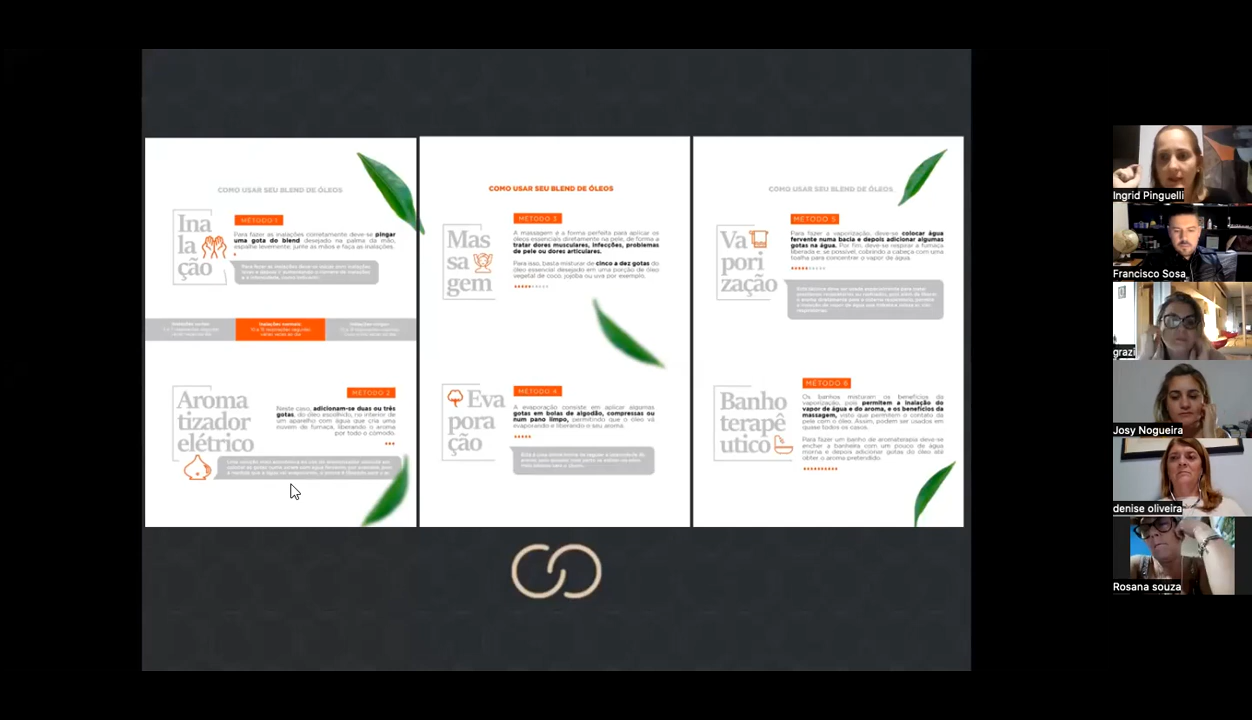 COMO USAR SEU BLEND DE ÓLEOS
Ina
la
ção
MÉTODO 1
Para fazer as inalações corretamente deve-se pingar
uma gota do blend desejado na palma da mão,
espalhe levemente, junte as mãos e faça as inalações.
Inalações curtas:
Inalações normais:
Inalações longas:
Aroma
tizador
elétrico
MÉTODO 2
Neste caso, adicionam-se duas ou três
gotas, do óleo escolhido, no interior de
um aparelho com água que cria uma
nuvem de fumaça, liberando o aroma
por todo o cômodo.
COMO USAR SEU BLEND DE ÓLEOS
Mas
sa
gem
MÉTODO 3
A massagem é a forma perfeita para aplicar os
óleos essenciais diretamente na pele, de forma a
tratar dores musculares, infecções, problemas
de pele ou dores articulares.
Para isso, basta misturar de cinco a dez gotas do
óleo essencial desejado em uma porção de óleo
vegetal de coco, jojoba ou uva por exemplo.
Eva
pora
ção
MÉTODO 4
A evaporação consiste em aplicar algumas
gotas em bolas de algodão, compressas ou
num pano limpo, permitindo que o óleo vá
evaporando e liberando o seu aroma.
COMO USAR SEU BLEND DE ÓLEOS
Va
pori
zação
MÉTODO 5
Para fazer a vaporização, deve-se colocar água
fervente numa bacia e depois adicionar algumas
gotas na água. Por fim, deve-se respirar a fumaça
liberada e, se possível, cobrindo a cabeça com uma
toalha para concentrar o vapor de água.
Banho
terapê
utico
MÉTODO 6
Os banhos misturam os benefícios da
vaporização, pois permitem a inalação do
vapor de água e do aroma, e os benefícios da
massagem, visto que permitem o contato da
pele com o óleo. Assim, podem ser usados em
quase todos os casos.
Para fazer um banho de aromaterapia deve-se
encher a banheira com um pouco de água
morna e depois adicionar gotas do óleo até
obter o aroma pretendido.
Ingrid Pinguelli
Francisco Sosa
grazi
Josy Nogueira
denise oliveira
Rosana souza